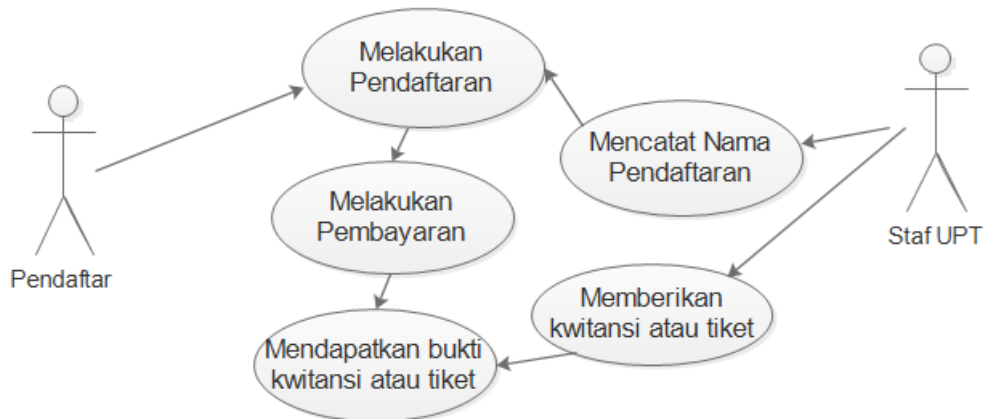 Melakukan
Pendaftaran
Mencatat Nama
Pendaftaran
Melakukan
Pembayaran
Staf UPT
Pendaftar
Memberikan
kwitansi atau tiket
Mendapatkan bukti
kwitansi atau tiket